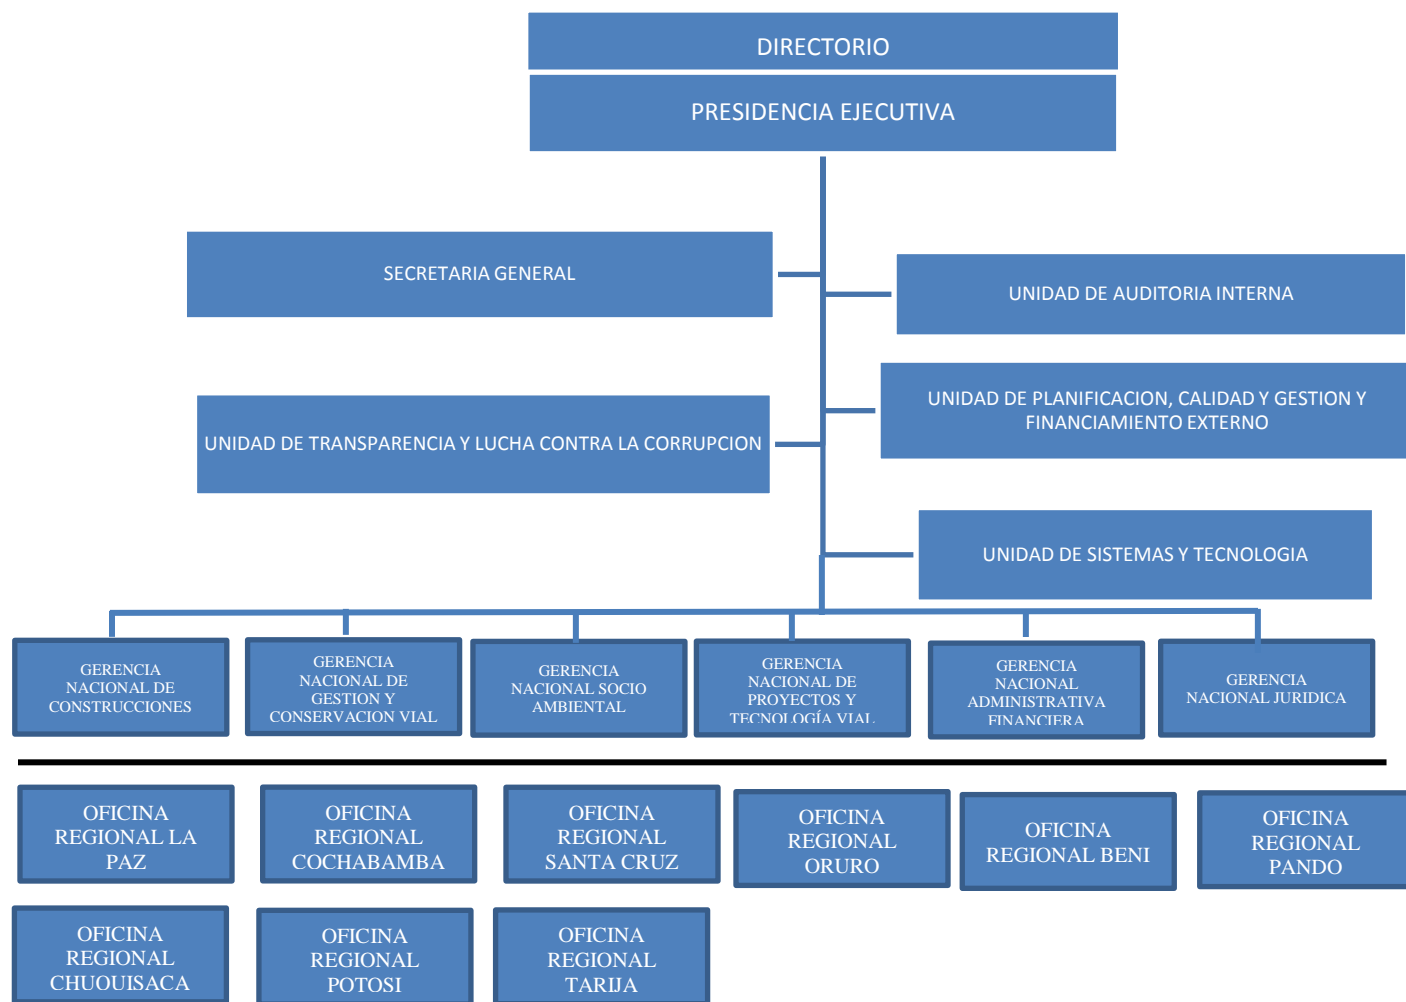 DIRECTORIO
PRESIDENCIA EJECUTIVA
SECRETARIA GENERAL
UNIDAD DE AUDITORIA INTERNA
UNIDAD DE PLANIFICACION, CALIDAD Y GESTION Y
FINANCIAMIENTO EXTERNO
UNIDAD DE TRANSPARENCIA Y LUCHA CONTRA LA CORRUPCION
UNIDAD DE SISTEMAS Y TECNOLOGIA
GERENCIA
NACIONAL DE
CONSTRUCCIONES
GERENCIA
NACIONAL DE
GESTION Y
CONSERVACION VIAL
GERENCIA
NACIONAL SOCIO
AMBIENTAL
GERENCIA
NACIONAL DE
PROYECTOS Y
TECNOLOGÍA VIAL
GERENCIA
NACIONAL
ADMINISTRATIVA
FINANCIERA
GERENCIA
NACIONAL JURIDICA
OFICINA
REGIONAL LA
PAZ
OFICINA
REGIONAL
COCHABAMBA
OFICINA
REGIONAL
SANTA CRUZ
OFICINA
REGIONAL
ORURO
OFICINA
REGIONAL BENI
OFICINA
REGIONAL
PANDO
OFICINA
REGIONAL
CHUQUISACA
OFICINA
REGIONAL
POTOSI
OFICINA
REGIONAL
TARIJA